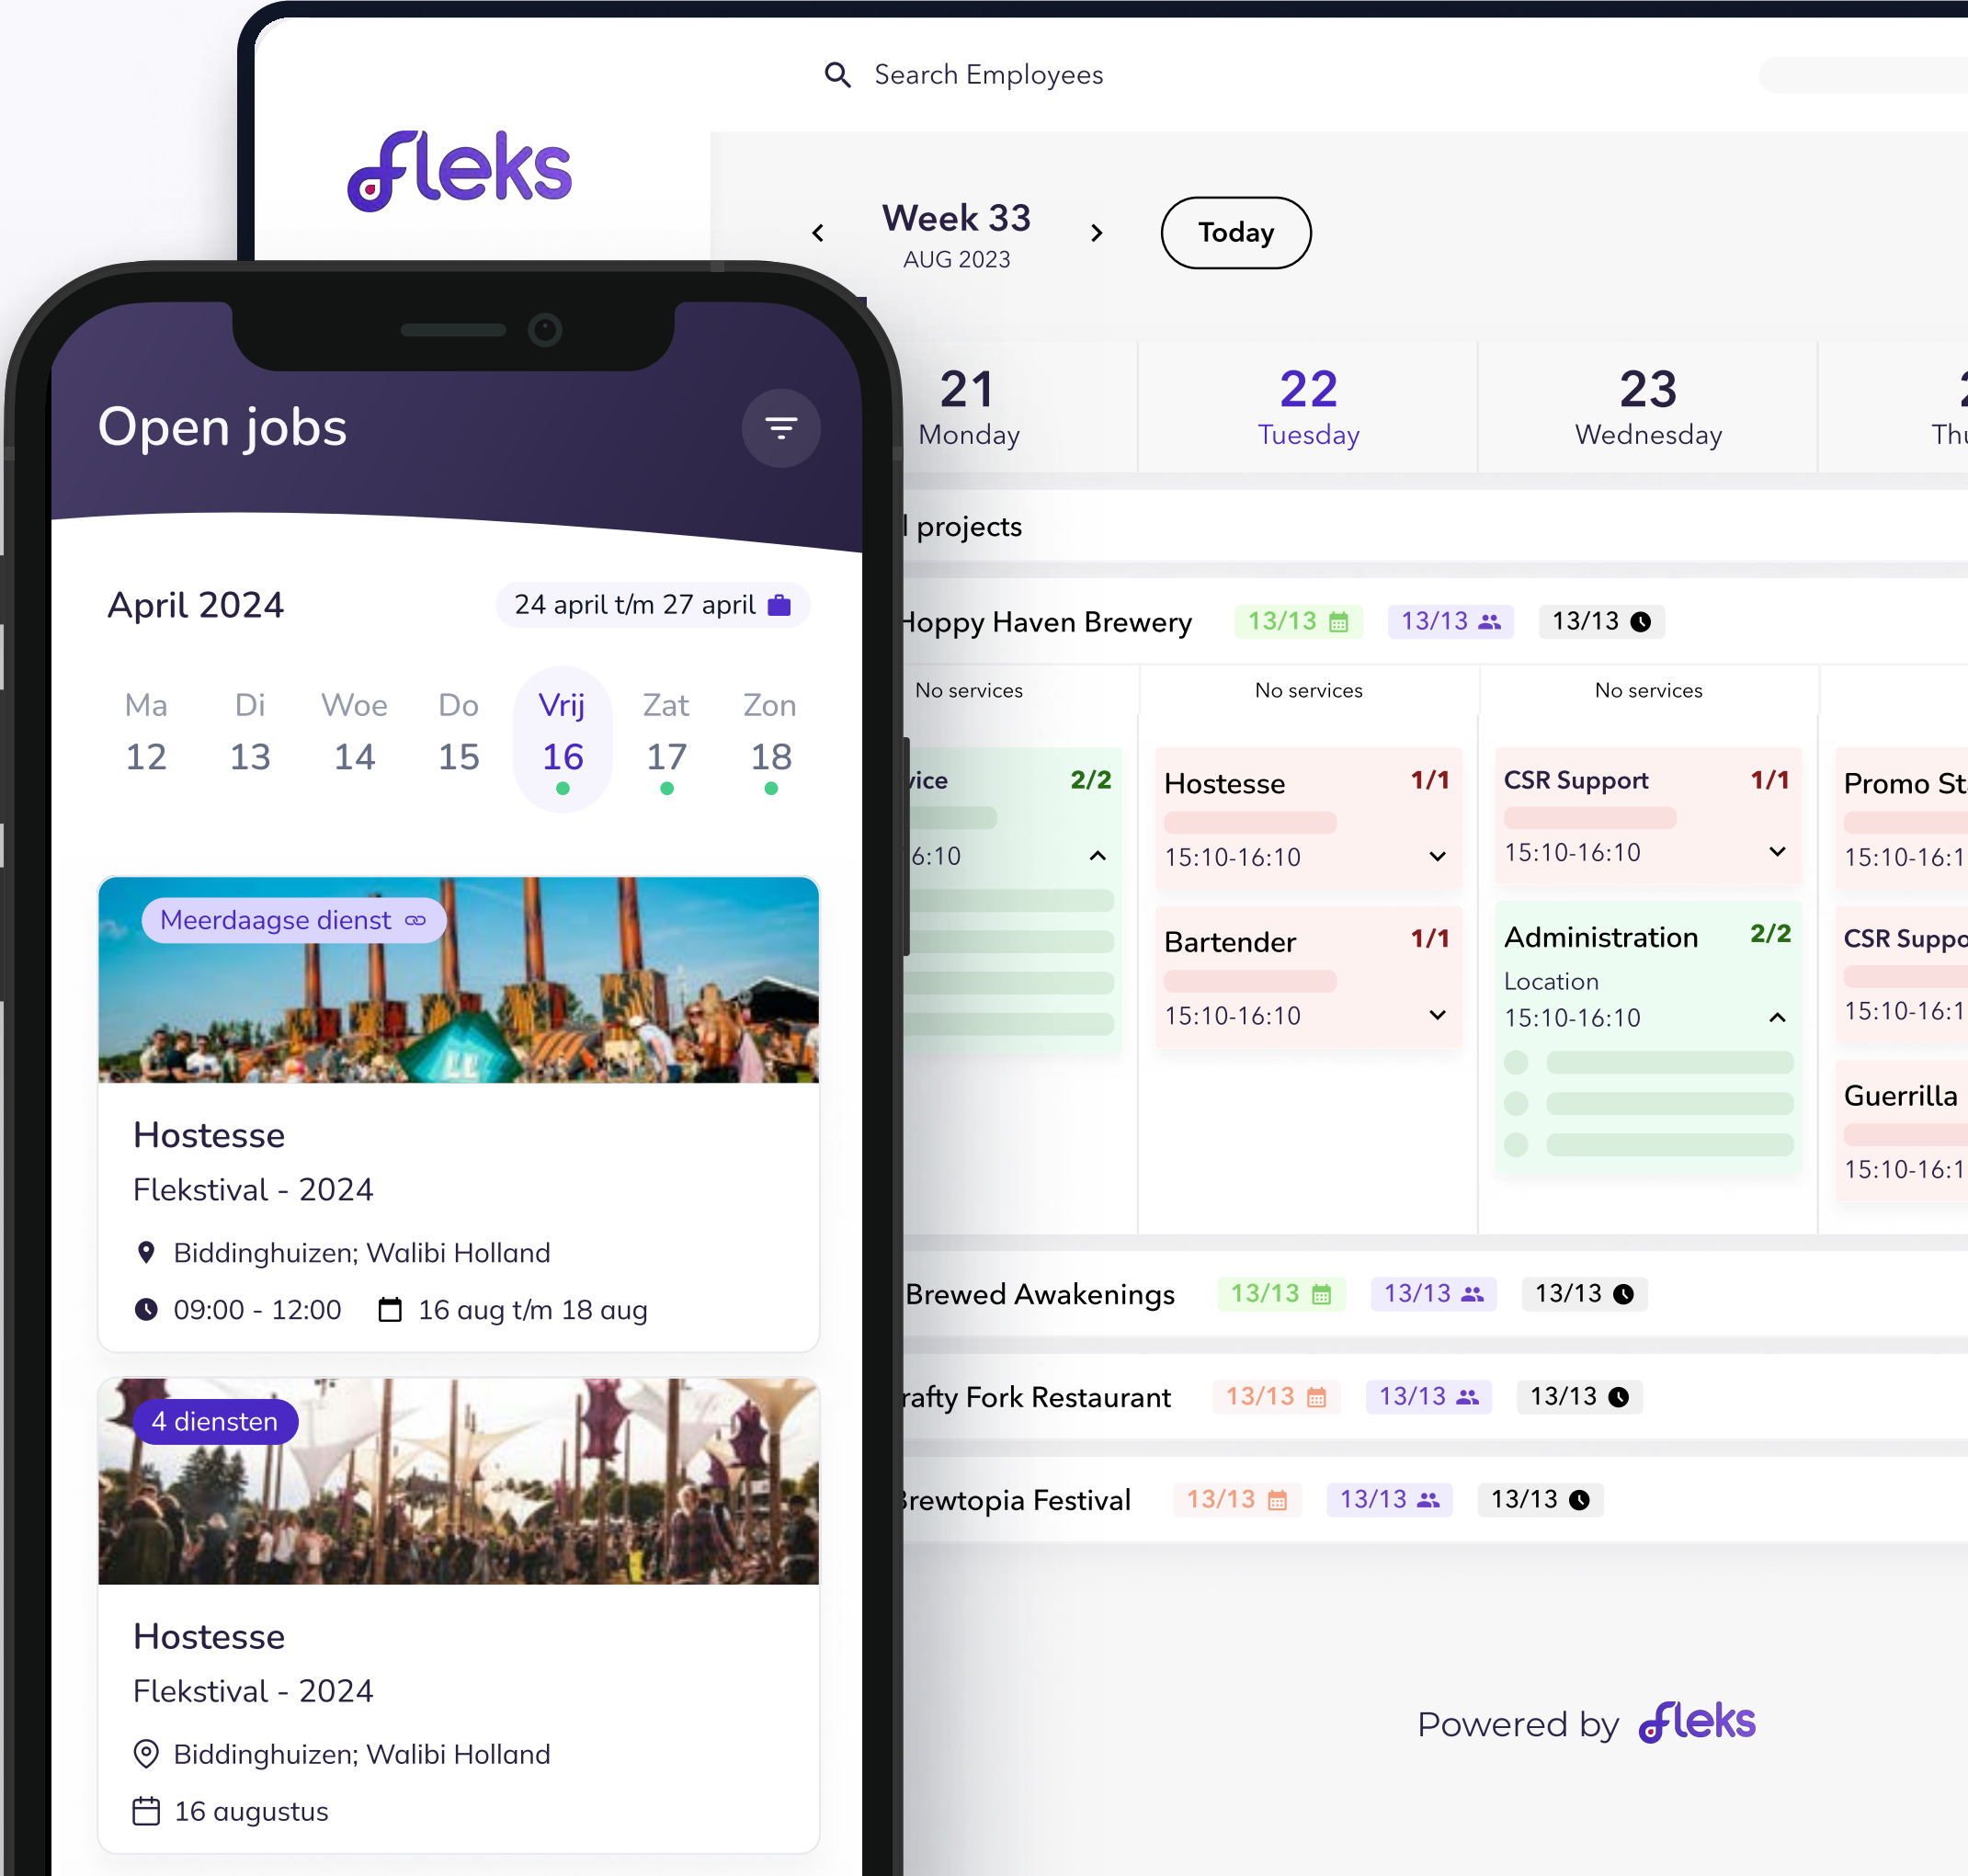 Search Employees
fleks
Week 33
AUG 2023
Today
21
Monday
22
Tuesday
23
Wednesday
projects
Hoppy Haven Brewery 13/13 13/13 13/13
No services
No services
No services
2/2
6:10
Hostesse 1/1
15:10-16:10
Bartender 1/1
15:10-16:10
CSR Support 1/1
15:10-16:10
Administration 2/2
Location
15:10-16:10
Promo St
15:10-16:1
CSR Suppo
15:10-16:1
Guerrilla
15:10-16:1
Brewed Awakenings 13/13 13/13 13/13
rafty Fork Restaurant 13/13 13/13 13/13
Brewtopia Festival 13/13 13/13 13/13
Powered by fleks
Open jobs
April 2024
24 april t/m 27 april
Ma Di Woe Do Vrij Zat Zon
12 13 14 15 16 17 18
Meerdaagse dienst
LL
Hostesse
Flekstival - 2024
Biddinghuizen; Walibi Holland
09:00 - 12:00 16 aug t/m 18 aug
4 diensten
Hostesse
Flekstival - 2024
Biddinghuizen; Walibi Holland
16 augustus